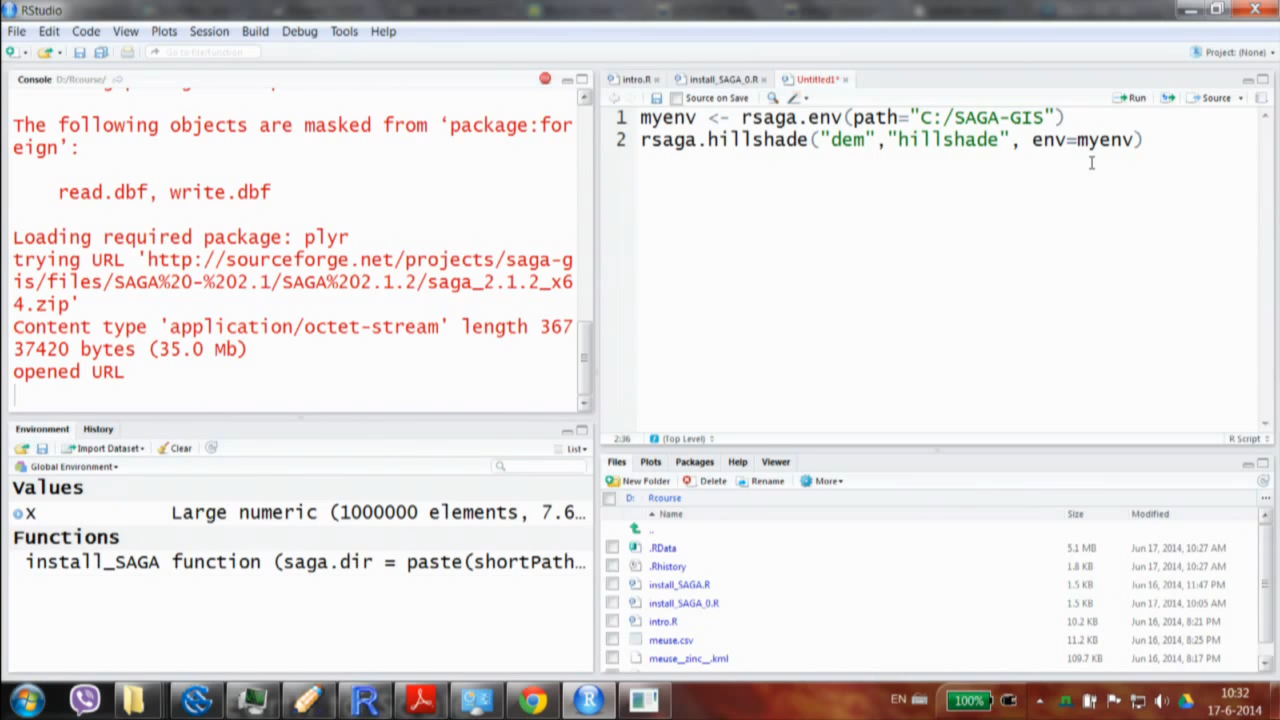 RStudio
File Edit Code View Plots Session Build Debug Tools Help
Go to file/function
Project: (None)
Console D:/Rcourse/
The following objects are masked from ‘package:for
eign’:
read.dbf, write.dbf
Loading required package: plyr
trying URL 'http://sourceforge.net/projects/saga-g
is/files/SAGA%20-%202.1/SAGA%202.1.2/saga_2.1.2_x6
4.zip'
Content type 'application/octet-stream' length 367
37420 bytes (35.0 Mb)
opened URL
intro.R install_SAGA_0.R Untitled1*
Source on Save Run Source
1 myenv <- rsaga.env(path="C:/SAGA-GIS")
2 rsaga.hillshade("dem","hillshade", env=myenv)
2:36 (Top Level) R Script
Environment History
Import Dataset Clear List
Global Environment
Values
x Large numeric (1000000 elements, 7.6…
Functions
install_SAGA function (saga.dir = paste(shortPath…
Files Plots Packages Help Viewer
New Folder Delete Rename More
D: Rcourse
Name Size Modified
..
.RData 5.1 MB Jun 17, 2014, 10:27 AM
.Rhistory 1.8 KB Jun 17, 2014, 10:27 AM
install_SAGA.R 1.5 KB Jun 16, 2014, 11:47 PM
install_SAGA_0.R 1.5 KB Jun 17, 2014, 10:05 AM
intro.R 10.2 KB Jun 16, 2014, 8:21 PM
meuse.csv 11.2 KB Jun 16, 2014, 8:25 PM
meuse__zinc__.kml 109.7 KB Jun 16, 2014, 8:17 PM
EN 100% 10:32
17-6-2014